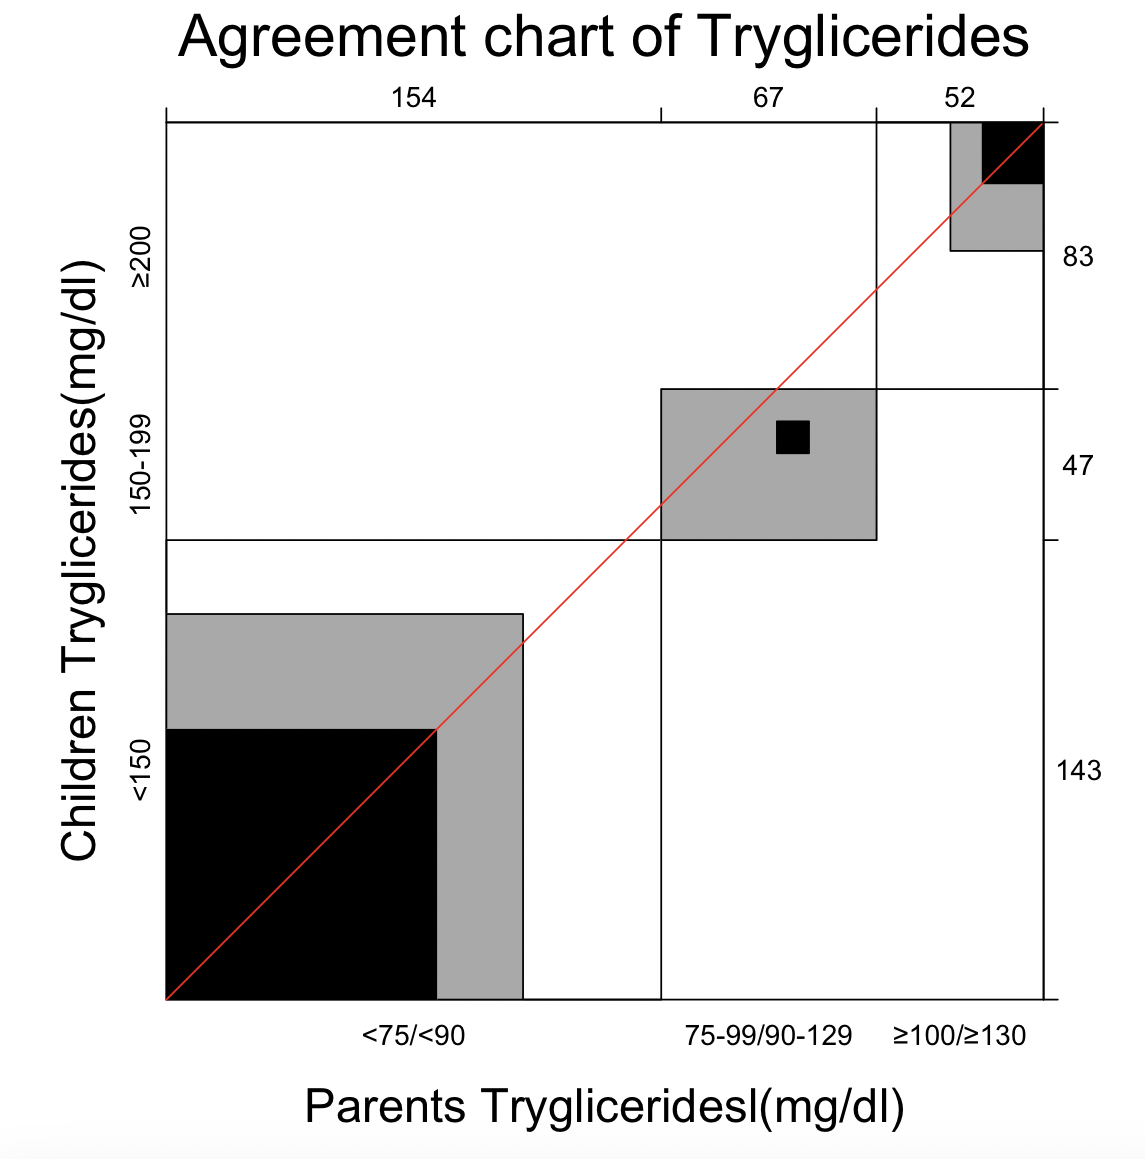 Agreement chart of Tryglicerides
154 67 52
≥200
150-199
<150
Children Tryglicerides(mg/dl)
83
47
143
<75/<90 75-99/90-129 ≥100/≥130
Parents Trygliceridesl(mg/dl)